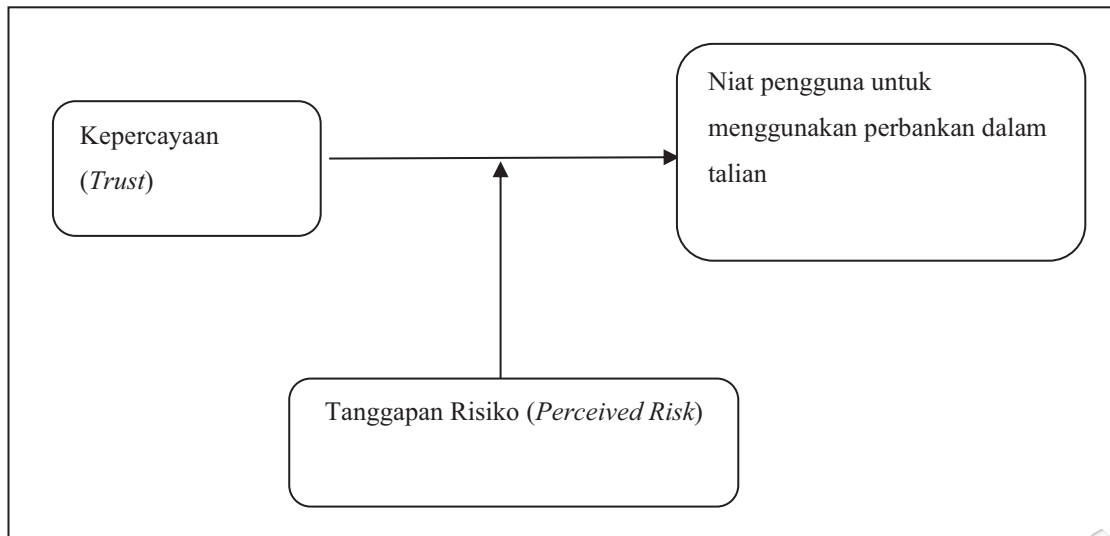 Kepercayaan
(Trust)
Niat pengguna untuk
menggunakan perbankan dalam
talian
Tanggapan Risiko (Perceived Risk)